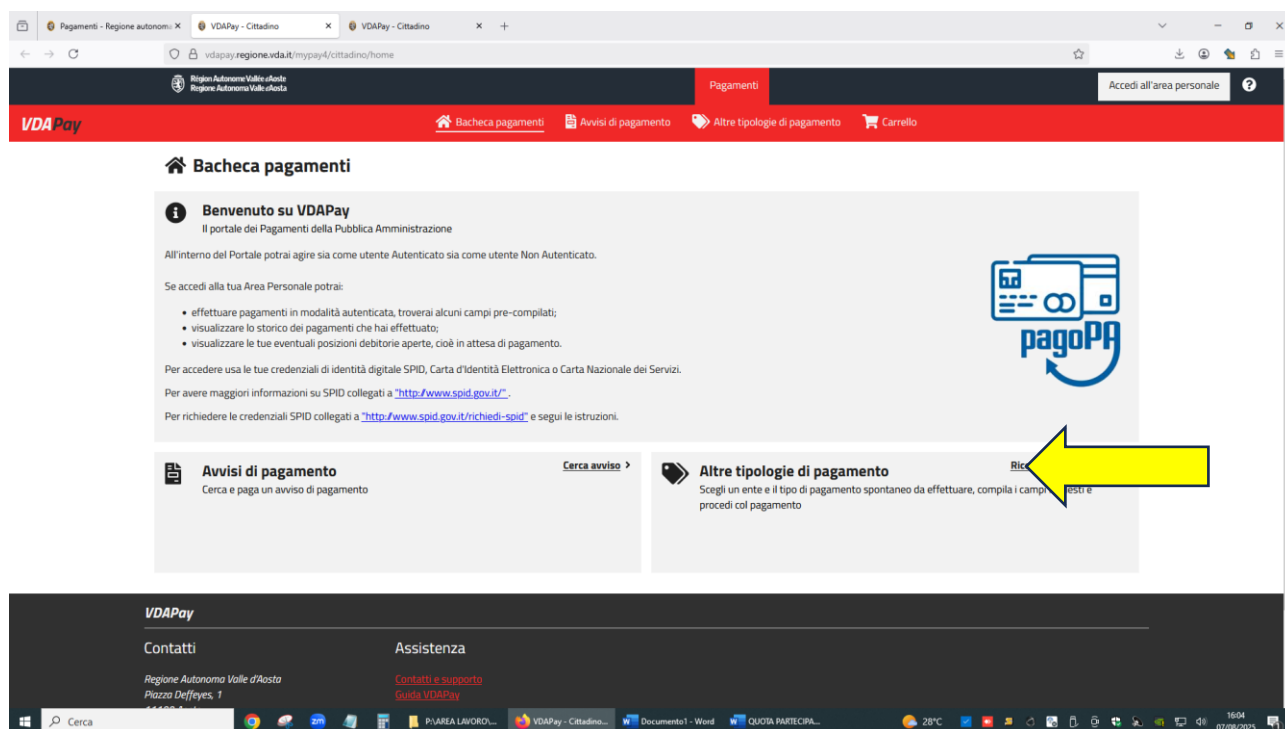 Pagamenti - Regione autonoma
VDAPay - Cittadino
VDAPay - Cittadino
vdapay.regione.vda.it/mypay4/cittadino/home
Région Autonome Vallée d'Aoste
Regione Autonoma Valle d'Aosta
Pagamenti
Accedi all'area personale
VDAPay
Bacheca pagamenti
Avvisi di pagamento
Altre tipologie di pagamento
Carrello
Bacheca pagamenti
Benvenuto su VDAPay
Il portale dei Pagamenti della Pubblica Amministrazione
All'interno del Portale potrai agire sia come utente Autenticato sia come utente Non Autenticato.
Se accedi alla tua Area Personale potrai:
• effettuare pagamenti in modalità autenticata, troverai alcuni campi pre-compilati;
• visualizzare lo storico dei pagamenti che hai effettuato;
• visualizzare le tue eventuali posizioni debitorie aperte, cioè in attesa di pagamento.
Per accedere usa le tue credenziali di identità digitale SPID, Carta d'Identità Elettronica o Carta Nazionale dei Servizi.
Per avere maggiori informazioni su SPID collegati a "http://www.spid.gov.it/" .
Per richiedere le credenziali SPID collegati a "http://www.spid.gov.it/richiedi-spid" e segui le istruzioni.
pagoPA
Avvisi di pagamento
Cerca avviso >
Cerca e paga un avviso di pagamento
Altre tipologie di pagamento
Scegli un ente e il tipo di pagamento spontaneo da effettuare, compila i campi
procedi col pagamento
VDAPay
Contatti
Assistenza
Regione Autonoma Valle d'Aosta
Piazza Deffeyes, 1
Contatti e supporto
Guida VDAPay
Cerca
P:\AREA LAVORO\...
VDAPay - Cittadino...
Documento1 - Word
QUOTA PARTECIPA...
28°C
16:04
07/08/2025